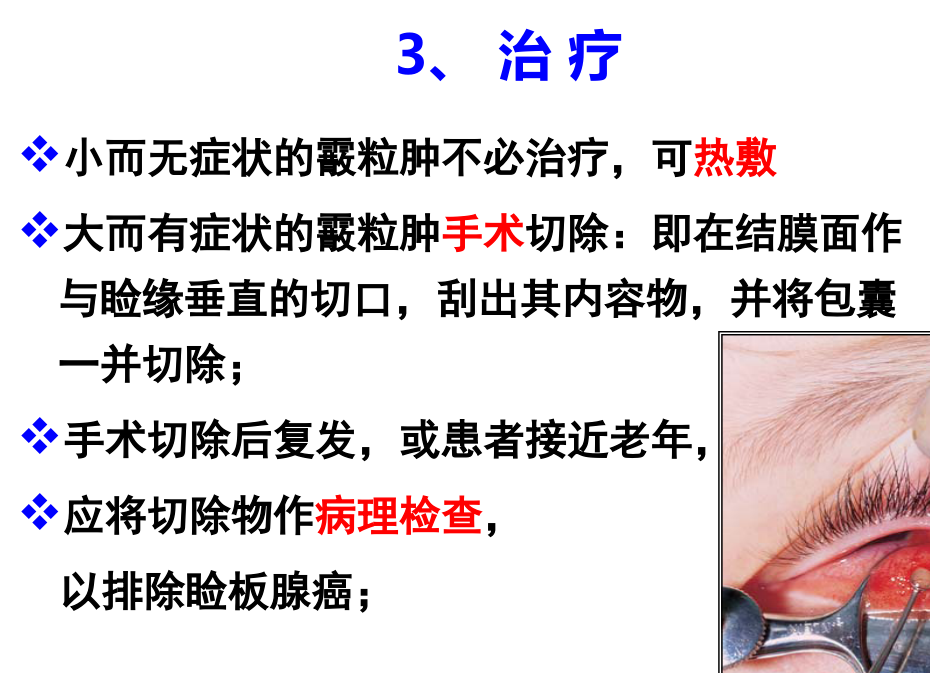 3、 治 疗
❖小而无症状的霰粒肿不必治疗，可热敷
❖大而有症状的霰粒肿手术切除：即在结膜面作
与睑缘垂直的切口，刮出其内容物，并将包囊
一并切除；
❖手术切除后复发，或患者接近老年，
❖应将切除物作病理检查，
以排除睑板腺癌；